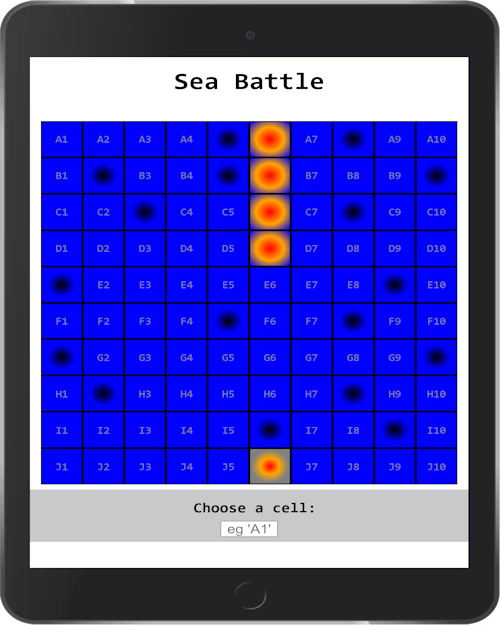 Sea Battle
A1 A2 A3 A4 A7 A9 A10
B1 B3 B4 B7 B8 B9
C1 C2 C4 C5 C7 C9 C10
D1 D2 D3 D4 D5 D7 D8 D9 D10
E2 E3 E4 E5 E6 E7 E8 E10
F1 F2 F3 F4 F6 F7 F9 F10
G2 G3 G4 G5 G6 G7 G8 G9
H1 H3 H4 H5 H6 H7 H9 H10
I1 I2 I3 I4 I5 I7 I8 I10
J1 J2 J3 J4 J5 J7 J8 J9 J10
Choose a cell:
eg 'A1'